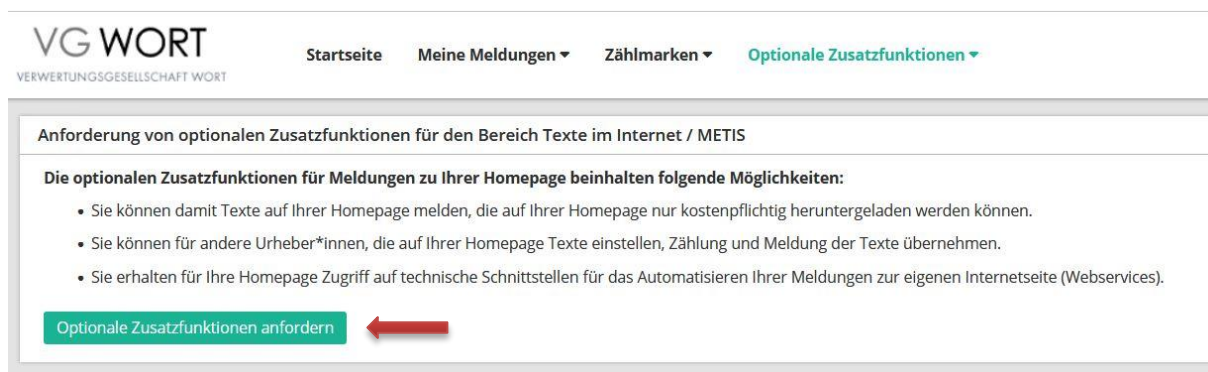 VG WORT
VERWERTUNGSGESELLSCHAFT WORT
Startseite Meine Meldungen Zählmarken Optionale Zusatzfunktionen
Anforderung von optionalen Zusatzfunktionen für den Bereich Texte im Internet / METIS
Die optionalen Zusatzfunktionen für Meldungen zu Ihrer Homepage beinhalten folgende Möglichkeiten:
• Sie können damit Texte auf Ihrer Homepage melden, die auf Ihrer Homepage nur kostenpflichtig heruntergeladen werden können.
• Sie können für andere Urheber*innen, die auf Ihrer Homepage Texte einstellen, Zählung und Meldung der Texte übernehmen.
• Sie erhalten für Ihre Homepage Zugriff auf technische Schnittstellen für das Automatisieren Ihrer Meldungen zur eigenen Internetseite (Webservices).
Optionale Zusatzfunktionen anfordern